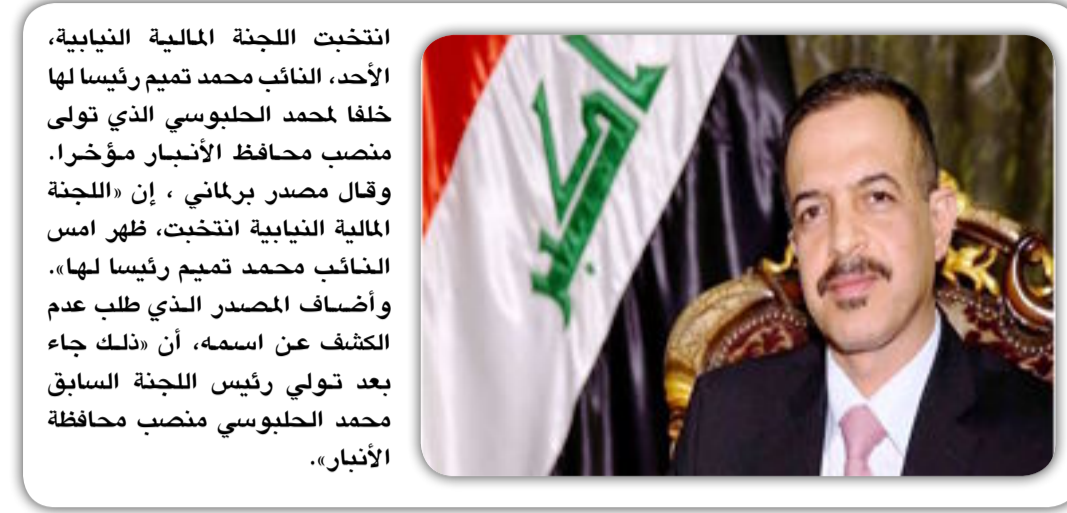 انتخبت اللجنة المالية النيابية،
الأحد، النائب محمد تميم رئيسا لها
خلفا لمحمد الحلبوسي الذي تولى
منصب محافظ الأنبار مؤخرا.
وقال مصدر برلماني ، إن «اللجنة
المالية النيابية انتخبت، ظهر امس
النائب محمد تميم رئيسا لها».
وأضاف المصدر الذي طلب عدم
الكشف عن اسمه، أن «ذلك جاء
بعد تولي رئيس اللجنة السابق
محمد الحلبوسي منصب محافظة
الأنبار».